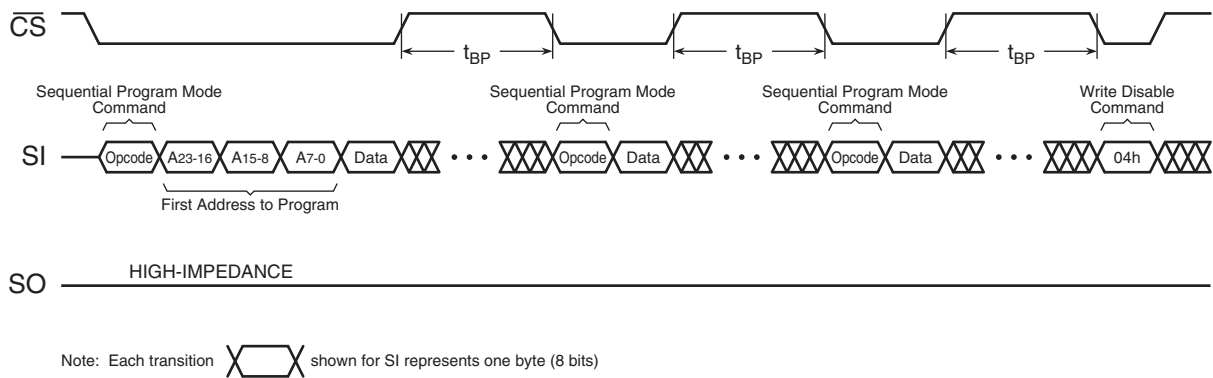 CS
tBP tBP tBP
Sequential Program Mode Command
Sequential Program Mode Command
Sequential Program Mode Command
Write Disable Command
SI
Opcode A23-16 A15-8 A7-0 Data Opcode Data Opcode Data 04h
First Address to Program
SO
HIGH-IMPEDANCE
Note: Each transition shown for SI represents one byte (8 bits)